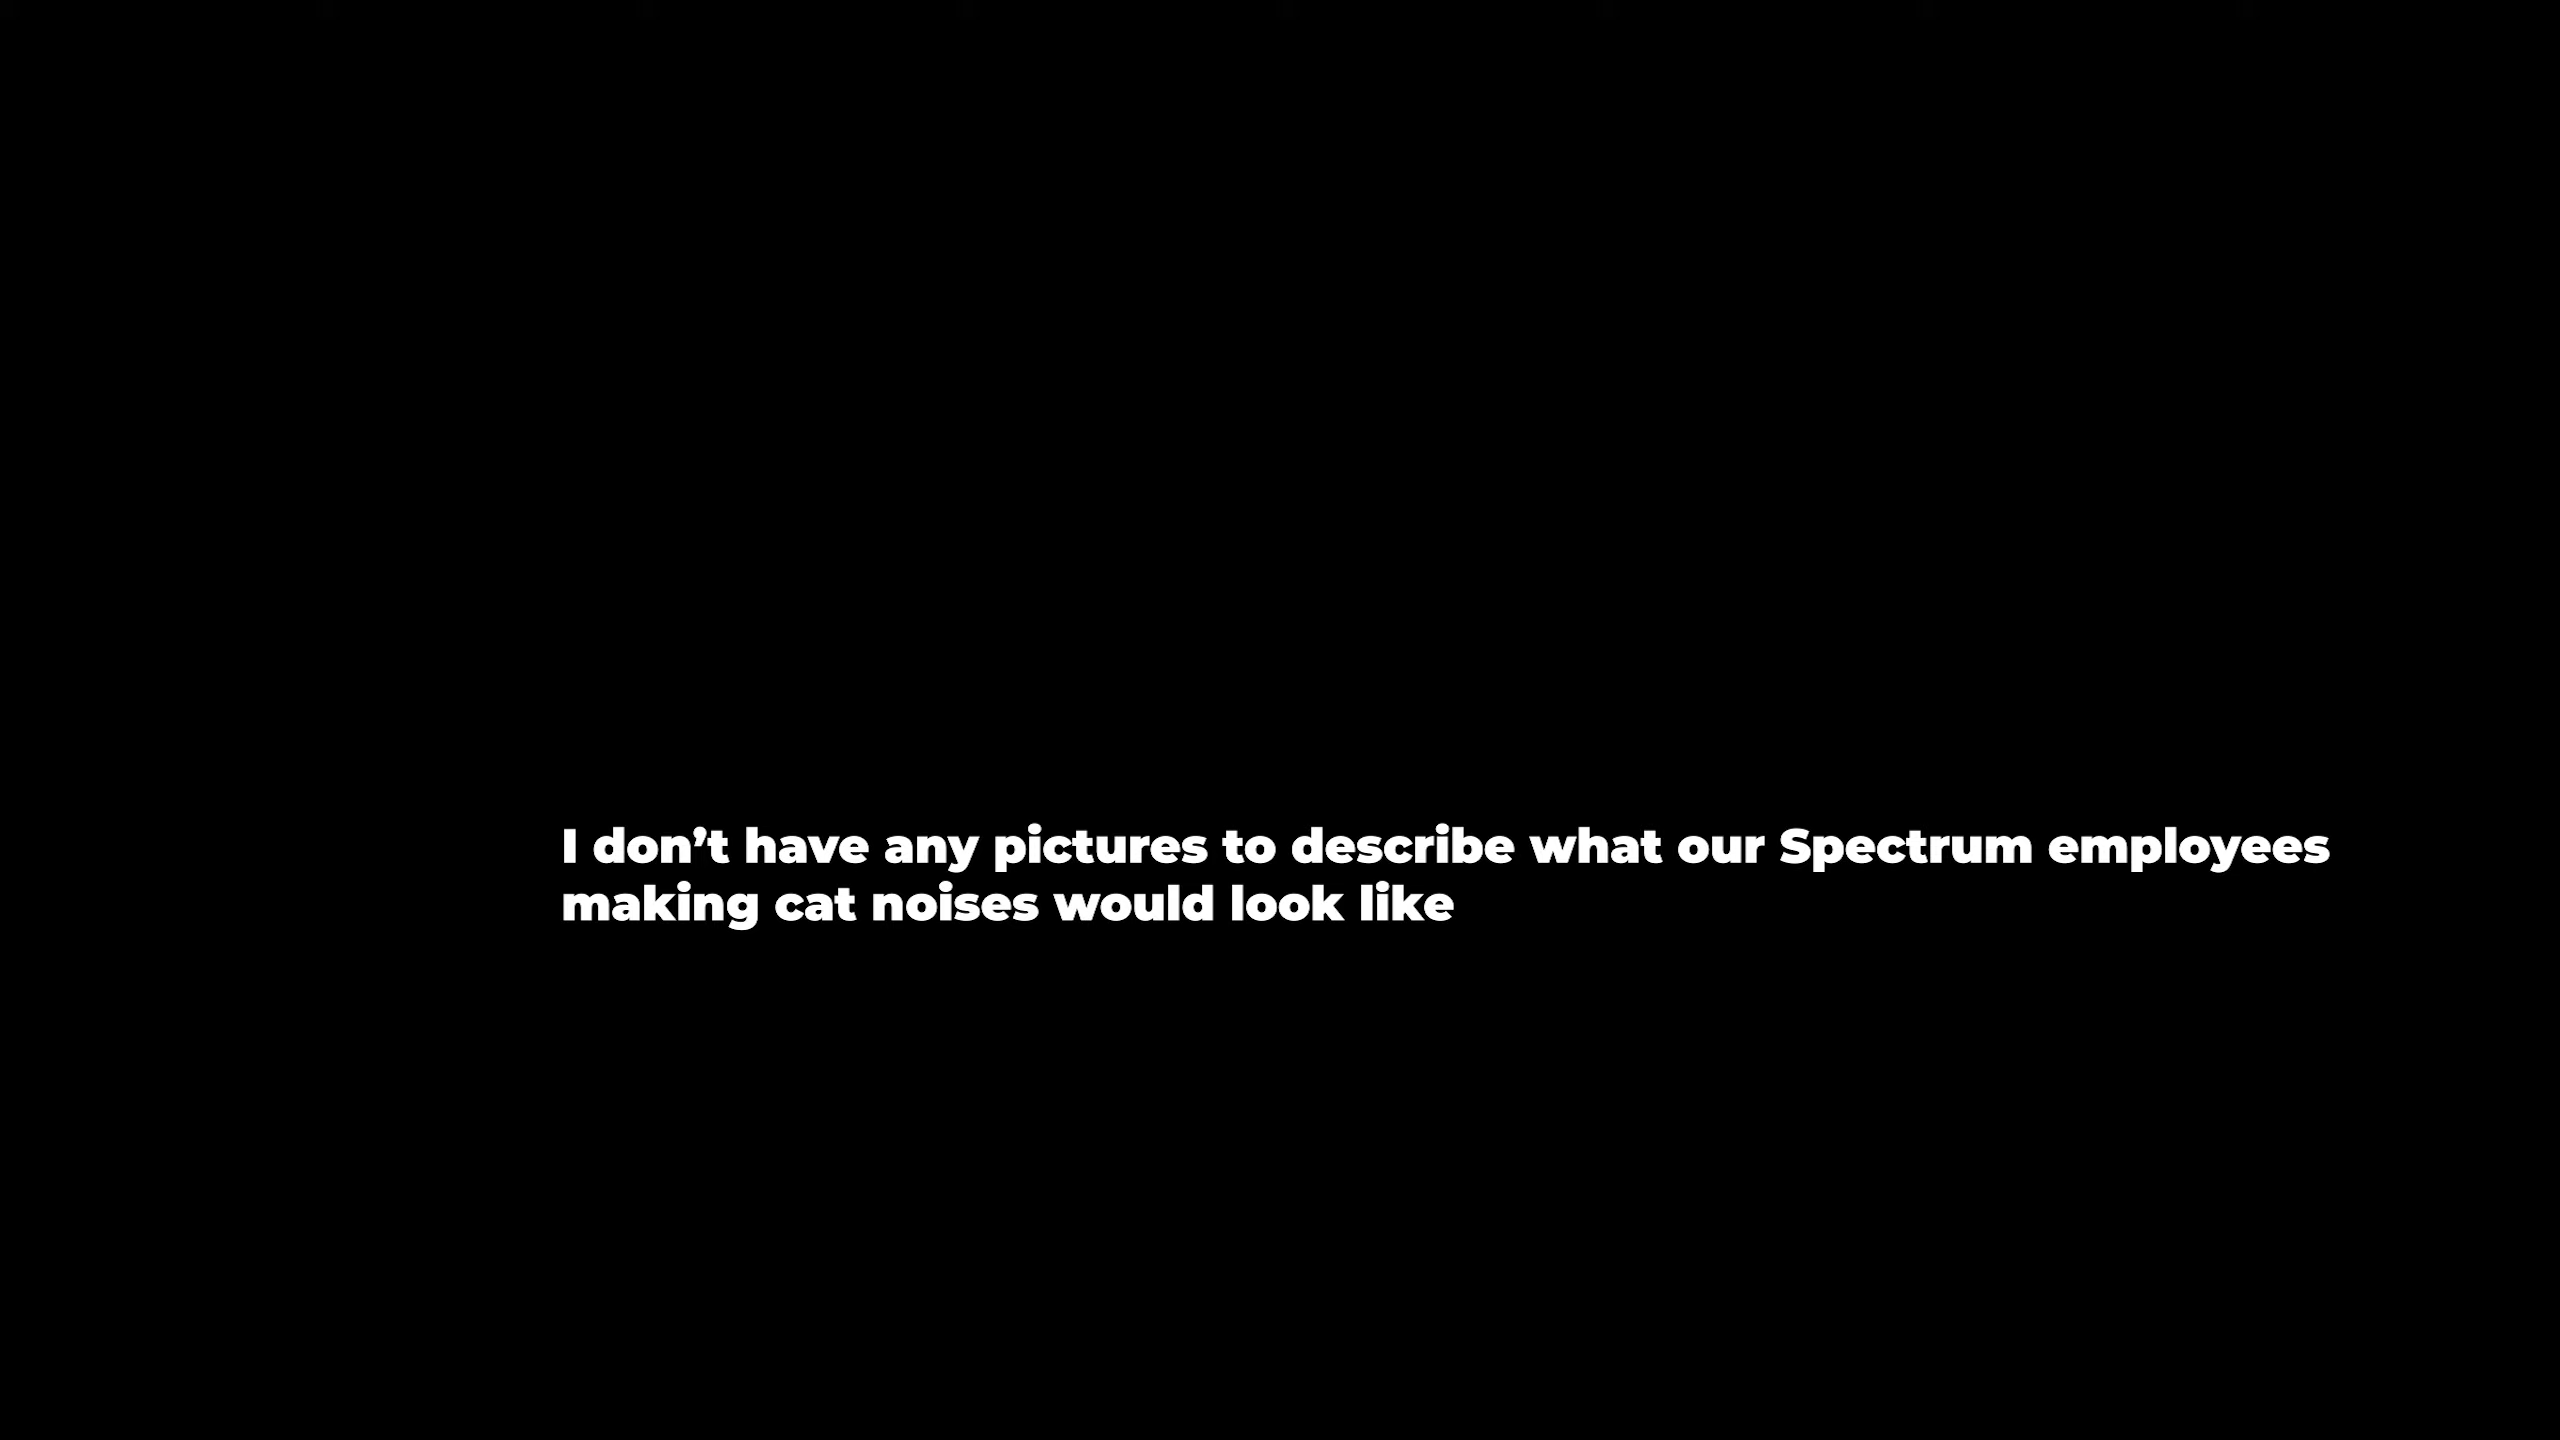 I don’t have any pictures to describe what our Spectrum employees
making cat noises would look like